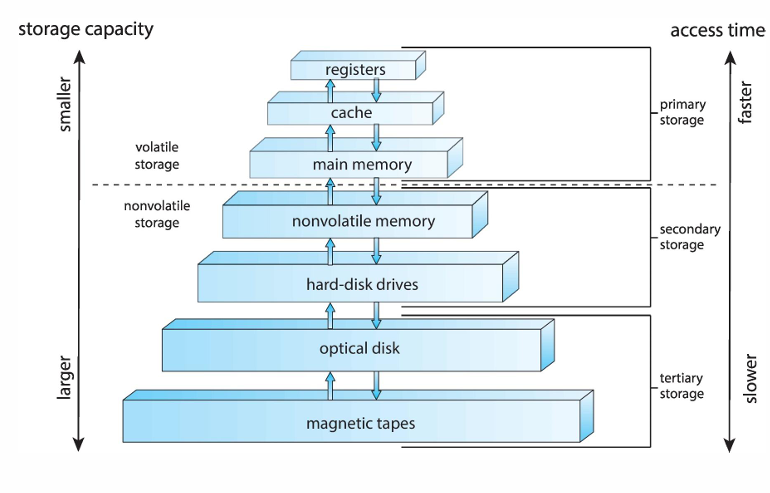 storage capacity
access time
smaller
faster
registers
cache
primary
storage
volatile
storage
main memory
nonvolatile
storage
nonvolatile memory
secondary
storage
hard-disk drives
optical disk
larger
slower
tertiary
storage
magnetic tapes